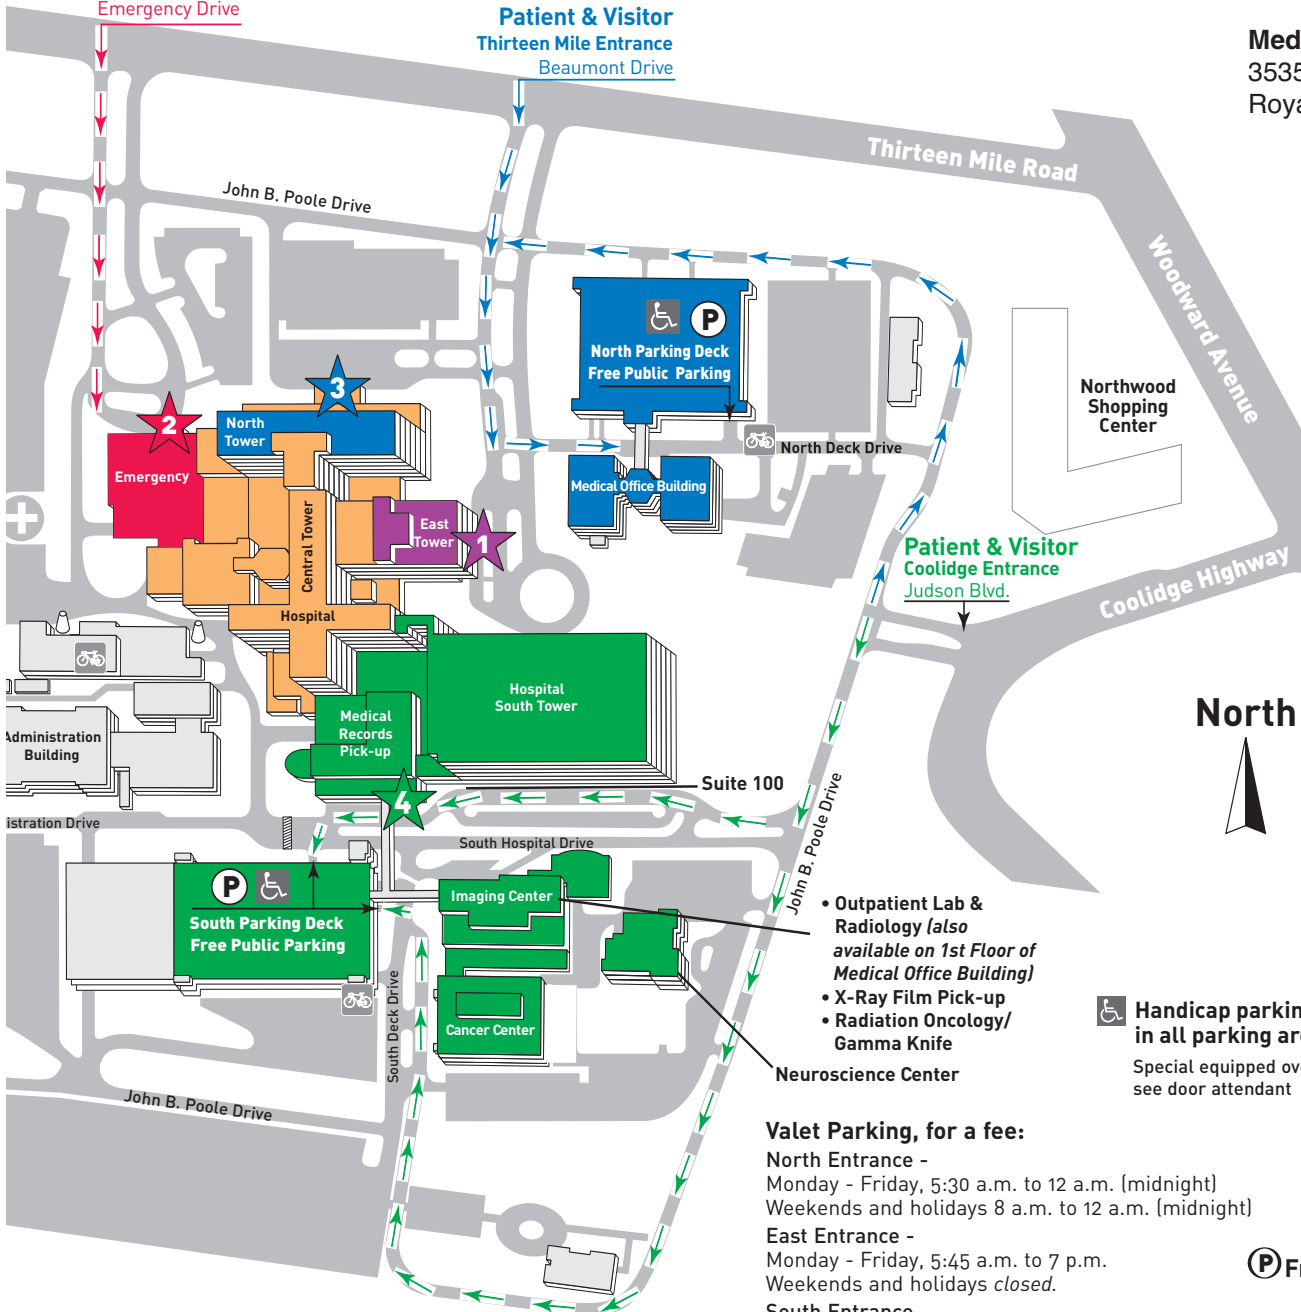 Emergency Drive
Patient & Visitor
Thirteen Mile Entrance
Beaumont Drive
Med
3535
Roya
Thirteen Mile Road
John B. Poole Drive
Woodward Avenue
P
North Parking Deck
Free Public Parking
Northwood
Shopping
Center
3
2
North
Tower
North Deck Drive
Emergency
Medical Office Building
East
Tower
1
Central Tower
Patient & Visitor
Coolidge Entrance
Judson Blvd.
Coolidge Highway
Hospital
Hospital
South Tower
Medical
Records
Pick-up
North
Administration
Building
Suite 100
4
istration Drive
South Hospital Drive
John B. Poole Drive
P
South Parking Deck
Free Public Parking
Imaging Center
• Outpatient Lab &
Radiology (also
available on 1st Floor of
Medical Office Building)
• X-Ray Film Pick-up
• Radiation Oncology/
Gamma Knife
South Deck Drive
Cancer Center
Neuroscience Center
Handicap parkin
in all parking ar
Special equipped ov
see door attendant
John B. Poole Drive
Valet Parking, for a fee:
North Entrance -
Monday - Friday, 5:30 a.m. to 12 a.m. (midnight)
Weekends and holidays 8 a.m. to 12 a.m. (midnight)
East Entrance -
Monday - Friday, 5:45 a.m. to 7 p.m.
Weekends and holidays closed.
P Fr
South Entrance